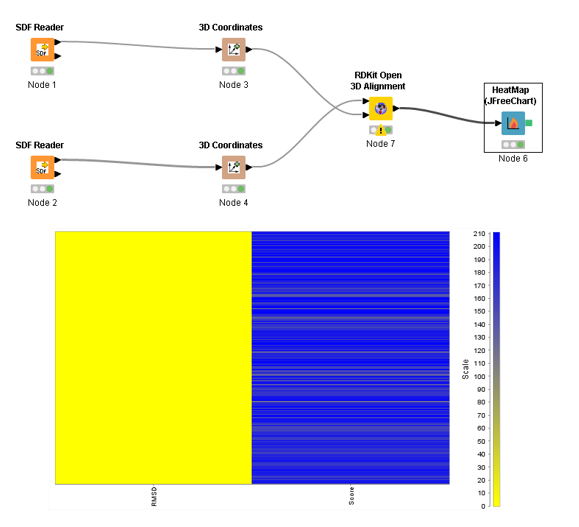 SDF Reader
3D Coordinates
SDF
Node 1
Node 3
RDKit Open
3D Alignment
HeatMap
(JFreeChart)
SDF Reader
3D Coordinates
Node 7
Node 6
SDF
Node 2
Node 4
210
200
190
180
170
160
150
140
130
120
110
100
90
80
70
60
50
40
30
20
10
0
Scale
RMSD
Score